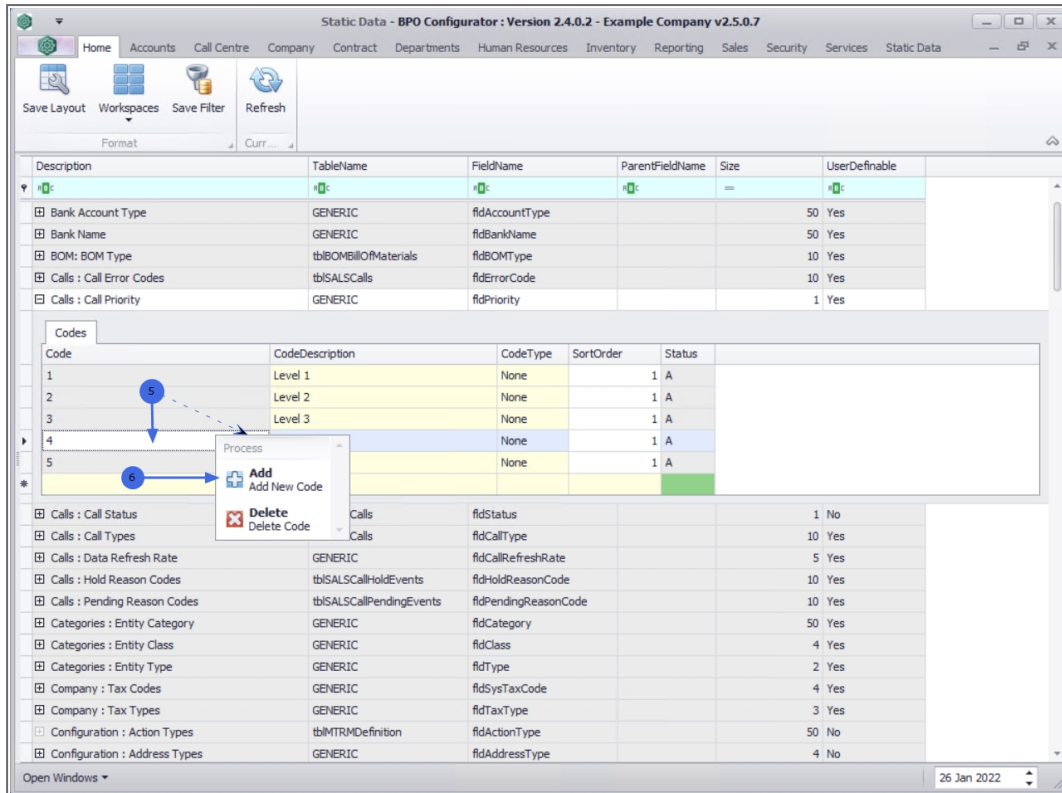 Static Data - BPO Configurator : Version 2.4.0.2 - Example Company v2.5.0.7
Home Accounts Call Centre Company Contract Departments Human Resources Inventory Reporting Sales Security Services Static Data
Save Layout Workspaces Save Filter Refresh
Format Curr...
Description TableName FieldName ParentFieldName Size UserDefinable
Bank Account Type GENERIC fldAccountType 50 Yes
Bank Name GENERIC fldBankName 50 Yes
BOM: BOM Type tblBOMBillOfMaterials fldBOMType 10 Yes
Calls : Call Error Codes tblSALSCalls fldErrorCode 10 Yes
Calls : Call Priority GENERIC fldPriority 1 Yes
Codes
Code CodeDescription CodeType SortOrder Status
1 Level 1 None 1 A
2 Level 2 None 1 A
3 Level 3 None 1 A
4 None 1 A
5 None 1 A
5
6
Process
Add
Add New Code
Delete
Delete Code
Calls : Call Status Calls fldStatus 1 No
Calls : Call Types Calls fldCallType 10 Yes
Calls : Data Refresh Rate GENERIC fldCallRefreshRate 5 Yes
Calls : Hold Reason Codes tblSALSCallHoldEvents fldHoldReasonCode 10 Yes
Calls : Pending Reason Codes tblSALSCallPendingEvents fldPendingReasonCode 10 Yes
Categories : Entity Category GENERIC fldCategory 50 Yes
Categories : Entity Class GENERIC fldClass 4 Yes
Categories : Entity Type GENERIC fldType 2 Yes
Company : Tax Codes GENERIC fldSysTaxCode 4 Yes
Company : Tax Types GENERIC fldTaxType 3 Yes
Configuration : Action Types tblMTRMDefinition fldActionType 50 No
Configuration : Address Types GENERIC fldAddressType 4 No
Open Windows 26 Jan 2022